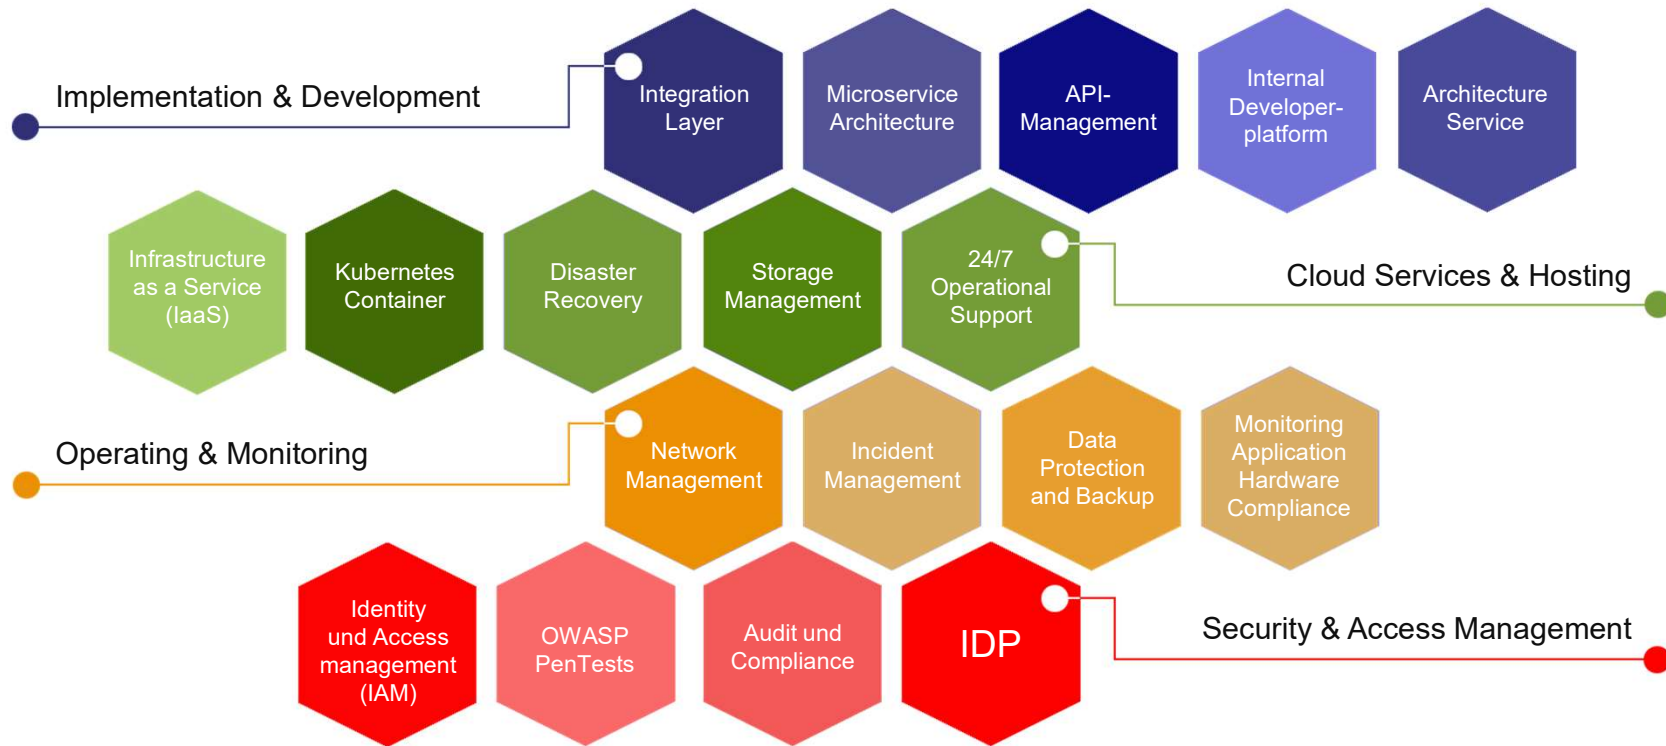 Implementation & Development
Integration
Layer
Microservice
Architecture
API-
Management
Internal
Developer-
platform
Architecture
Service
Infrastructure
as a Service
(IaaS)
Kubernetes
Container
Disaster
Recovery
Storage
Management
24/7
Operational
Support
Cloud Services & Hosting
Operating & Monitoring
Network
Management
Incident
Management
Data
Protection
and Backup
Monitoring
Application
Hardware
Compliance
Identity
und Access
management
(IAM)
OWASP
PenTests
Audit und
Compliance
IDP
Security & Access Management